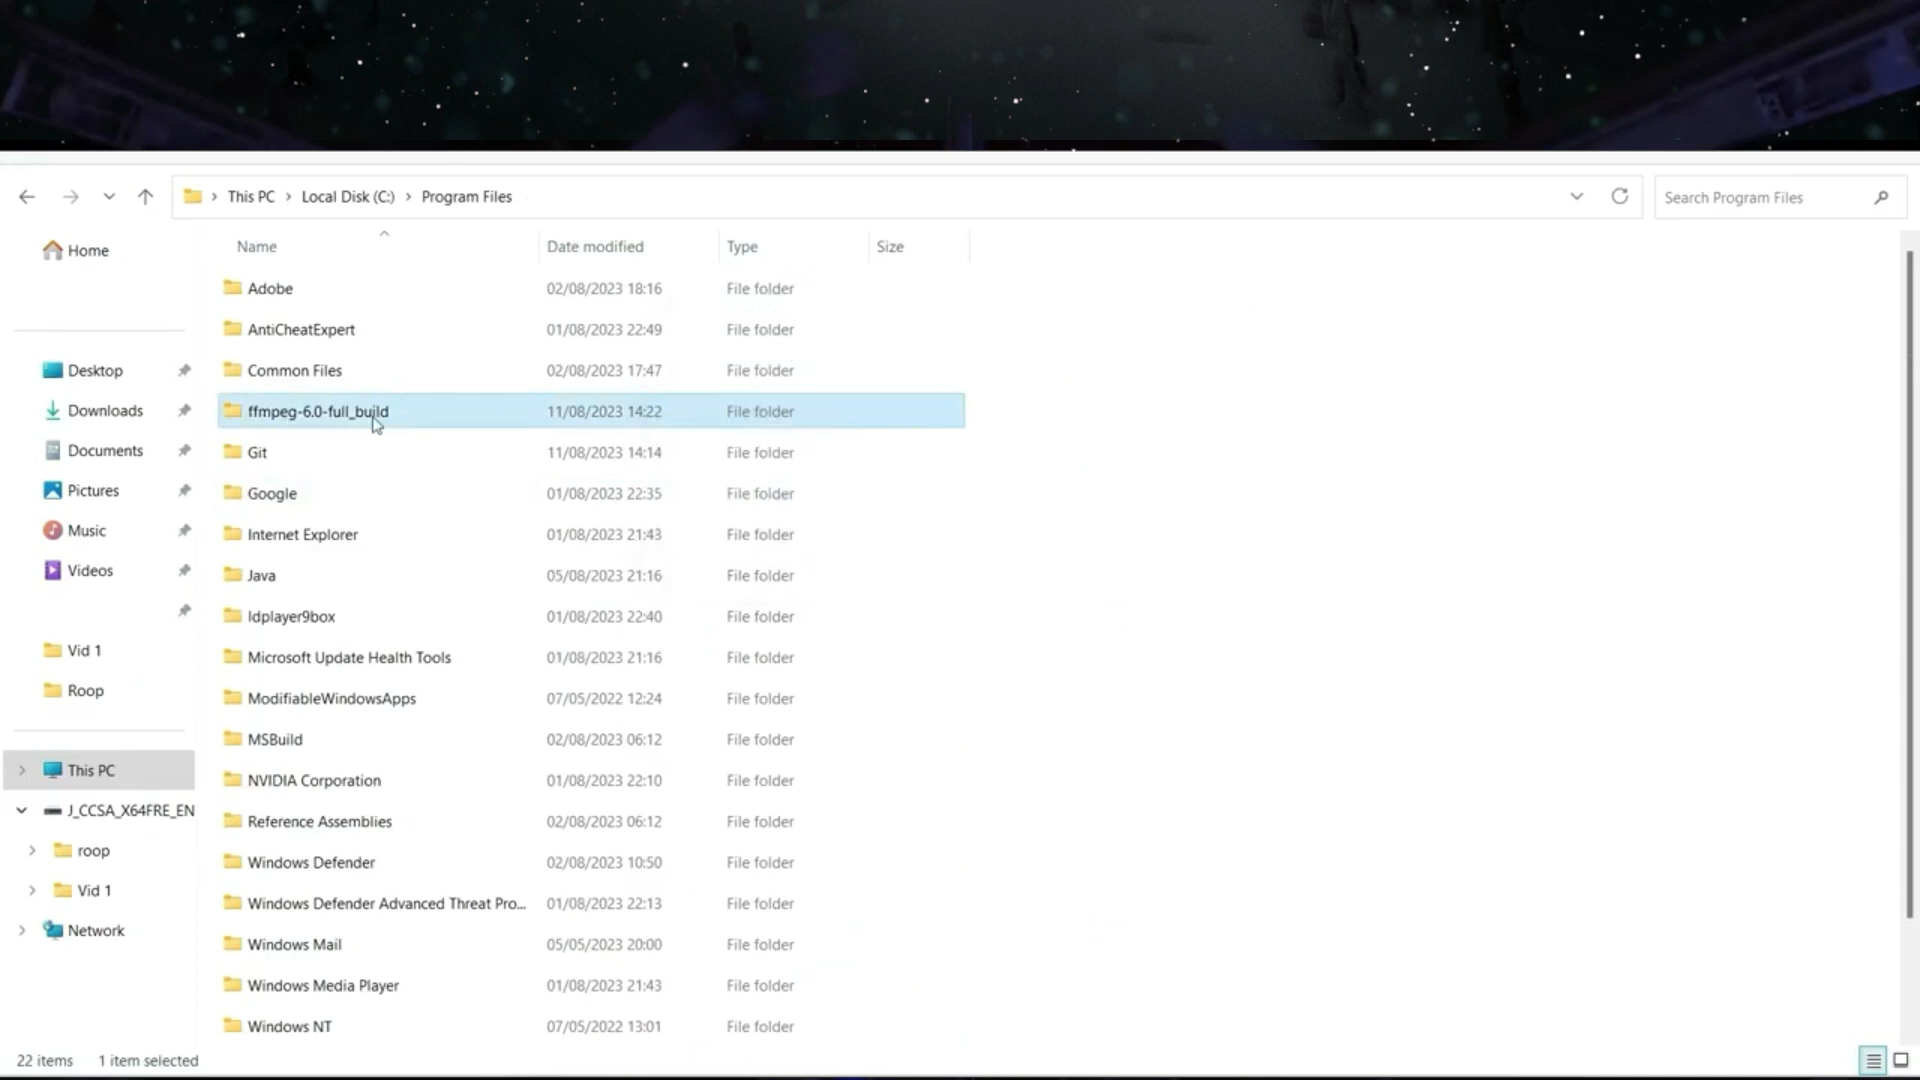 This PC > Local Disk (C:) > Program Files
Search Program Files
Home
Desktop
Downloads
Documents
Pictures
Music
Videos
Vid 1
Roop
This PC
J_CCSA_X64FRE_EN
roop
Vid 1
Network
Name Date modified Type Size
Adobe 02/08/2023 18:16 File folder
AntiCheatExpert 01/08/2023 22:49 File folder
Common Files 02/08/2023 17:47 File folder
ffmpeg-6.0-full_build 11/08/2023 14:22 File folder
Git 11/08/2023 14:14 File folder
Google 01/08/2023 22:35 File folder
Internet Explorer 01/08/2023 21:43 File folder
Java 05/08/2023 21:16 File folder
ldplayer9box 01/08/2023 22:40 File folder
Microsoft Update Health Tools 01/08/2023 21:16 File folder
ModifiableWindowsApps 07/05/2022 12:24 File folder
MSBuild 02/08/2023 06:12 File folder
NVIDIA Corporation 01/08/2023 22:10 File folder
Reference Assemblies 02/08/2023 06:12 File folder
Windows Defender 02/08/2023 10:50 File folder
Windows Defender Advanced Threat Pro... 01/08/2023 22:13 File folder
Windows Mail 05/05/2023 20:00 File folder
Windows Media Player 01/08/2023 21:43 File folder
Windows NT 07/05/2022 13:01 File folder
22 items 1 item selected